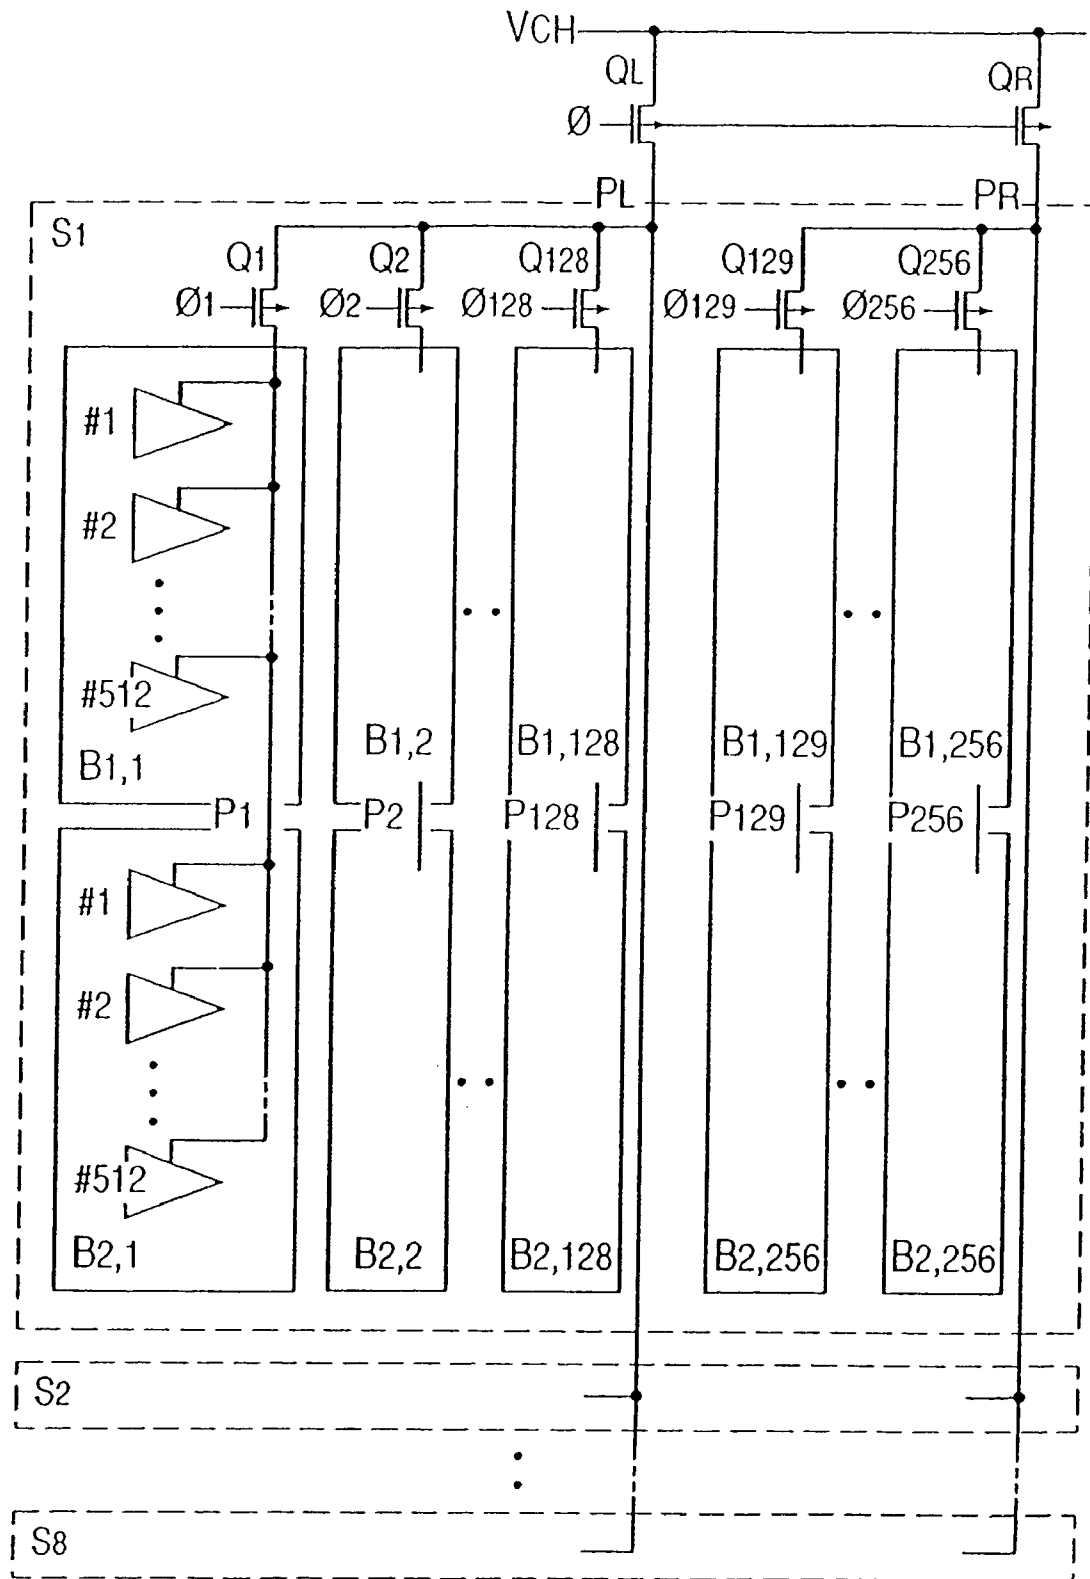 VCH
QL QR
Ø
PL PR
S1
Q1 Q2 Q128 Q129 Q256
Ø1 Ø2 Ø128 Ø129 Ø256
#1
#2
#512
B1,1 B1,2 B1,128 B1,129 B1,256
P1 P2 P128 P129 P256
#1
#2
#512
B2,1 B2,2 B2,128 B2,256 B2,256
S2
S8